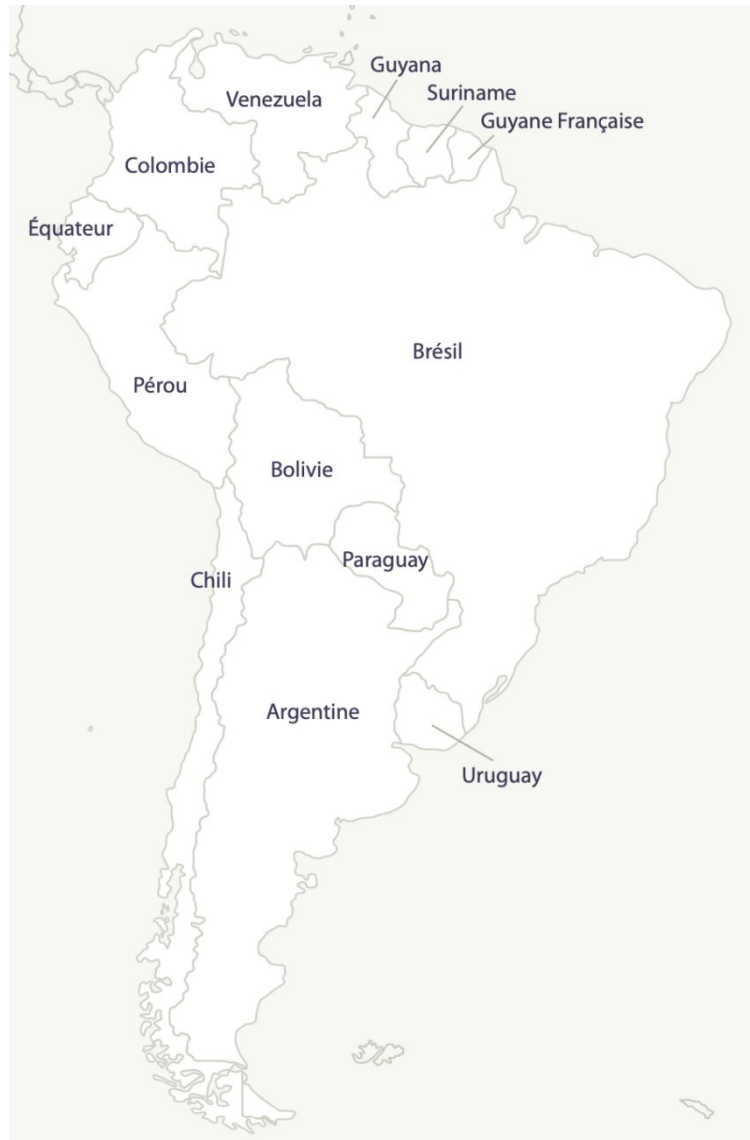 Guyana
Suriname
Venezuela
Guyane Française
Colombie
Équateur
Brésil
Pérou
Bolivie
Paraguay
Chili
Argentine
Uruguay